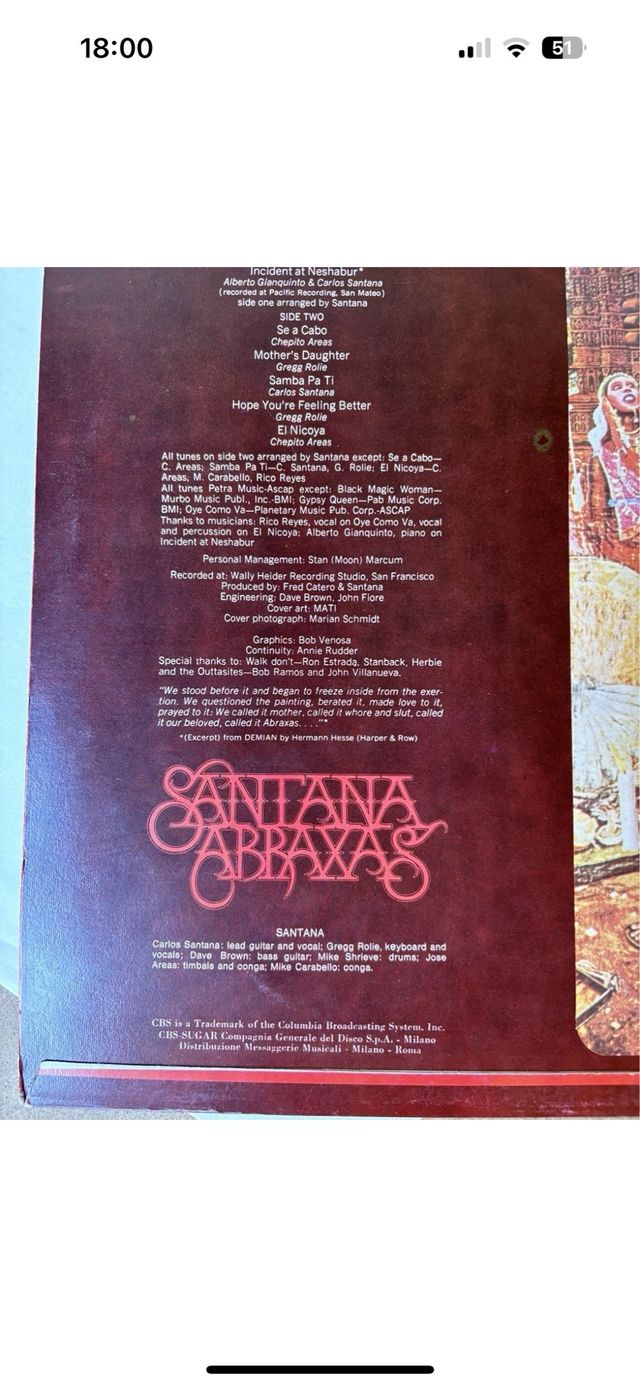 18:00
51
Incident at Neshabur*
Alberto Gianquinto & Carlos Santana
(recorded at Pacific Recording, San Mateo)
side one arranged by Santana
SIDE TWO
Se a Cabo
Chepito Areas
Mother's Daughter
Gregg Rolie
Samba Pa Ti
Carlos Santana
Hope You're Feeling Better
Gregg Rolie
El Nicoya
Chepito Areas
All tunes on side two arranged by Santana except: Se a Cabo—
C. Areas; Samba Pa Ti—C. Santana, G. Rolie; El Nicoya—C.
Areas, M. Carabello, Rico Reyes
All tunes Petra Music-Ascap except: Black Magic Woman—
Murbo Music Publ., Inc.-BMI; Gypsy Queen—Pab Music Corp.
BMI; Oye Como Va—Planetary Music Pub. Corp.-ASCAP
Thanks to musicians: Rico Reyes, vocal on Oye Como Va, vocal
and percussion on El Nicoya; Alberto Gianquinto, piano on
Incident at Neshabur
Personal Management: Stan (Moon) Marcum
Recorded at: Wally Heider Recording Studio, San Francisco
Produced by: Fred Catero & Santana
Engineering: Dave Brown, John Fiore
Cover art: MATI
Cover photograph: Marian Schmidt
Graphics: Bob Venosa
Continuity: Annie Rudder
Special thanks to: Walk don't—Ron Estrada, Stanback, Herbie
and the Outtasites—Bob Ramos and John Villanueva.
"We stood before it and began to freeze inside from the exer-
tion. We questioned the painting, berated it, made love to it,
prayed to it: We called it mother, called it whore and slut, called
it our beloved, called it Abraxas. . . ."*
*(Excerpt) from DEMIAN by Hermann Hesse (Harper & Row)
SANTANA
ABRAXAS
SANTANA
Carlos Santana: lead guitar and vocal; Gregg Rolie, keyboard and
vocals; Dave Brown: bass guitar; Mike Shrieve: drums; Jose
Areas: timbals and conga; Mike Carabello: conga.
CBS is a Trademark of the Columbia Broadcasting System, Inc.
CBS-SUGAR Compagnia Generale del Disco S.p.A. - Milano
Distribuzione Messaggerie Musicali - Milano - Roma